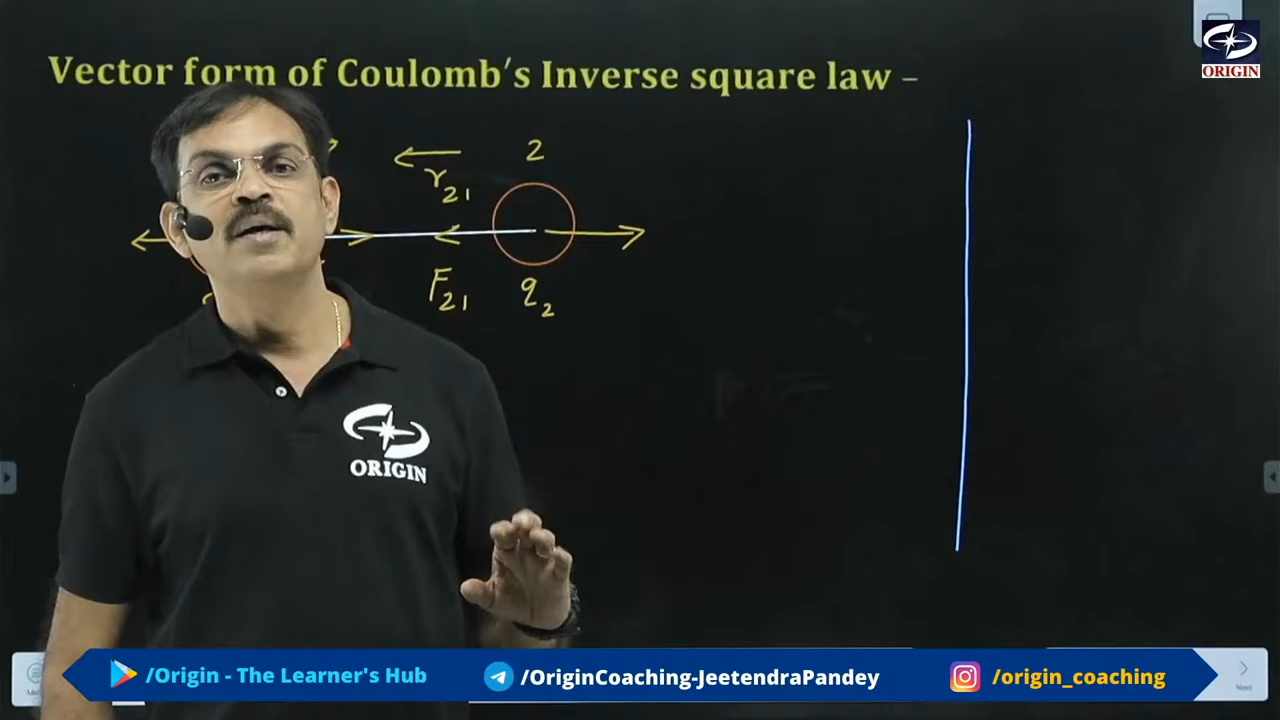 ORIGIN
Vector form of Coulomb's Inverse square law –
2
r21
F21
q2
ORIGIN
/Origin - The Learner's Hub
/OriginCoaching-JeetendraPandey
/origin_coaching
Next